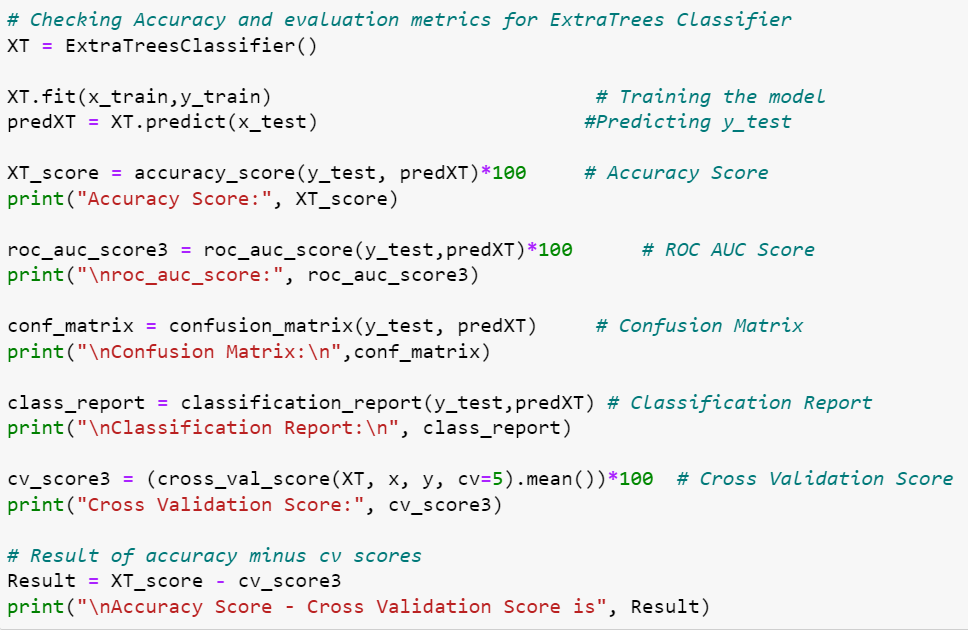 # Checking Accuracy and evaluation metrics for ExtraTrees Classifier
XT = ExtraTreesClassifier()
XT.fit(x_train,y_train) # Training the model
predXT = XT.predict(x_test) #Predicting y_test
XT_score = accuracy_score(y_test, predXT)*100 # Accuracy Score
print("Accuracy Score:", XT_score)
roc_auc_score3 = roc_auc_score(y_test,predXT)*100 # ROC AUC Score
print("\nroc_auc_score:", roc_auc_score3)
conf_matrix = confusion_matrix(y_test, predXT) # Confusion Matrix
print("\nConfusion Matrix:\n",conf_matrix)
class_report = classification_report(y_test,predXT) # Classification Report
print("\nClassification Report:\n", class_report)
cv_score3 = (cross_val_score(XT, x, y, cv=5).mean())*100 # Cross Validation Score
print("Cross Validation Score:", cv_score3)
# Result of accuracy minus cv scores
Result = XT_score - cv_score3
print("\nAccuracy Score - Cross Validation Score is", Result)